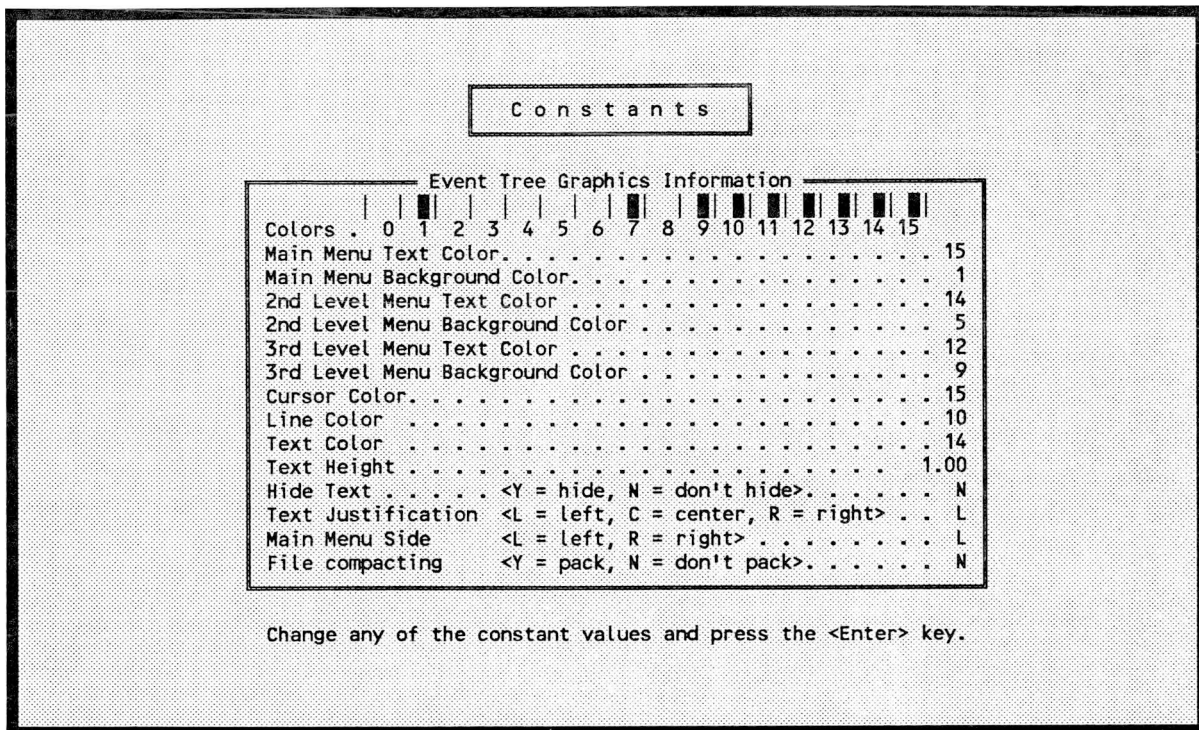 C o n s t a n t s
Event Tree Graphics Information
Colors . 0 1 2 3 4 5 6 7 8 9 10 11 12 13 14 15
Main Menu Text Color. . . . . . . . . . . . . . . . . . . 15
Main Menu Background Color. . . . . . . . . . . . . . . . 1
2nd Level Menu Text Color . . . . . . . . . . . . . . . . 14
2nd Level Menu Background Color . . . . . . . . . . . . . 5
3rd Level Menu Text Color . . . . . . . . . . . . . . . . 12
3rd Level Menu Background Color . . . . . . . . . . . . . 9
Cursor Color. . . . . . . . . . . . . . . . . . . . . . . 15
Line Color . . . . . . . . . . . . . . . . . . . . . . . 10
Text Color . . . . . . . . . . . . . . . . . . . . . . . . 14
Text Height . . . . . . . . . . . . . . . . . . . . . 1.00
Hide Text . . . . . <Y = hide, N = don't hide>. . . . . . N
Text Justification <L = left, C = center, R = right> . . L
Main Menu Side <L = left, R = right> . . . . . . . . L
File compacting <Y = pack, N = don't pack>. . . . . . N
Change any of the constant values and press the <Enter> key.